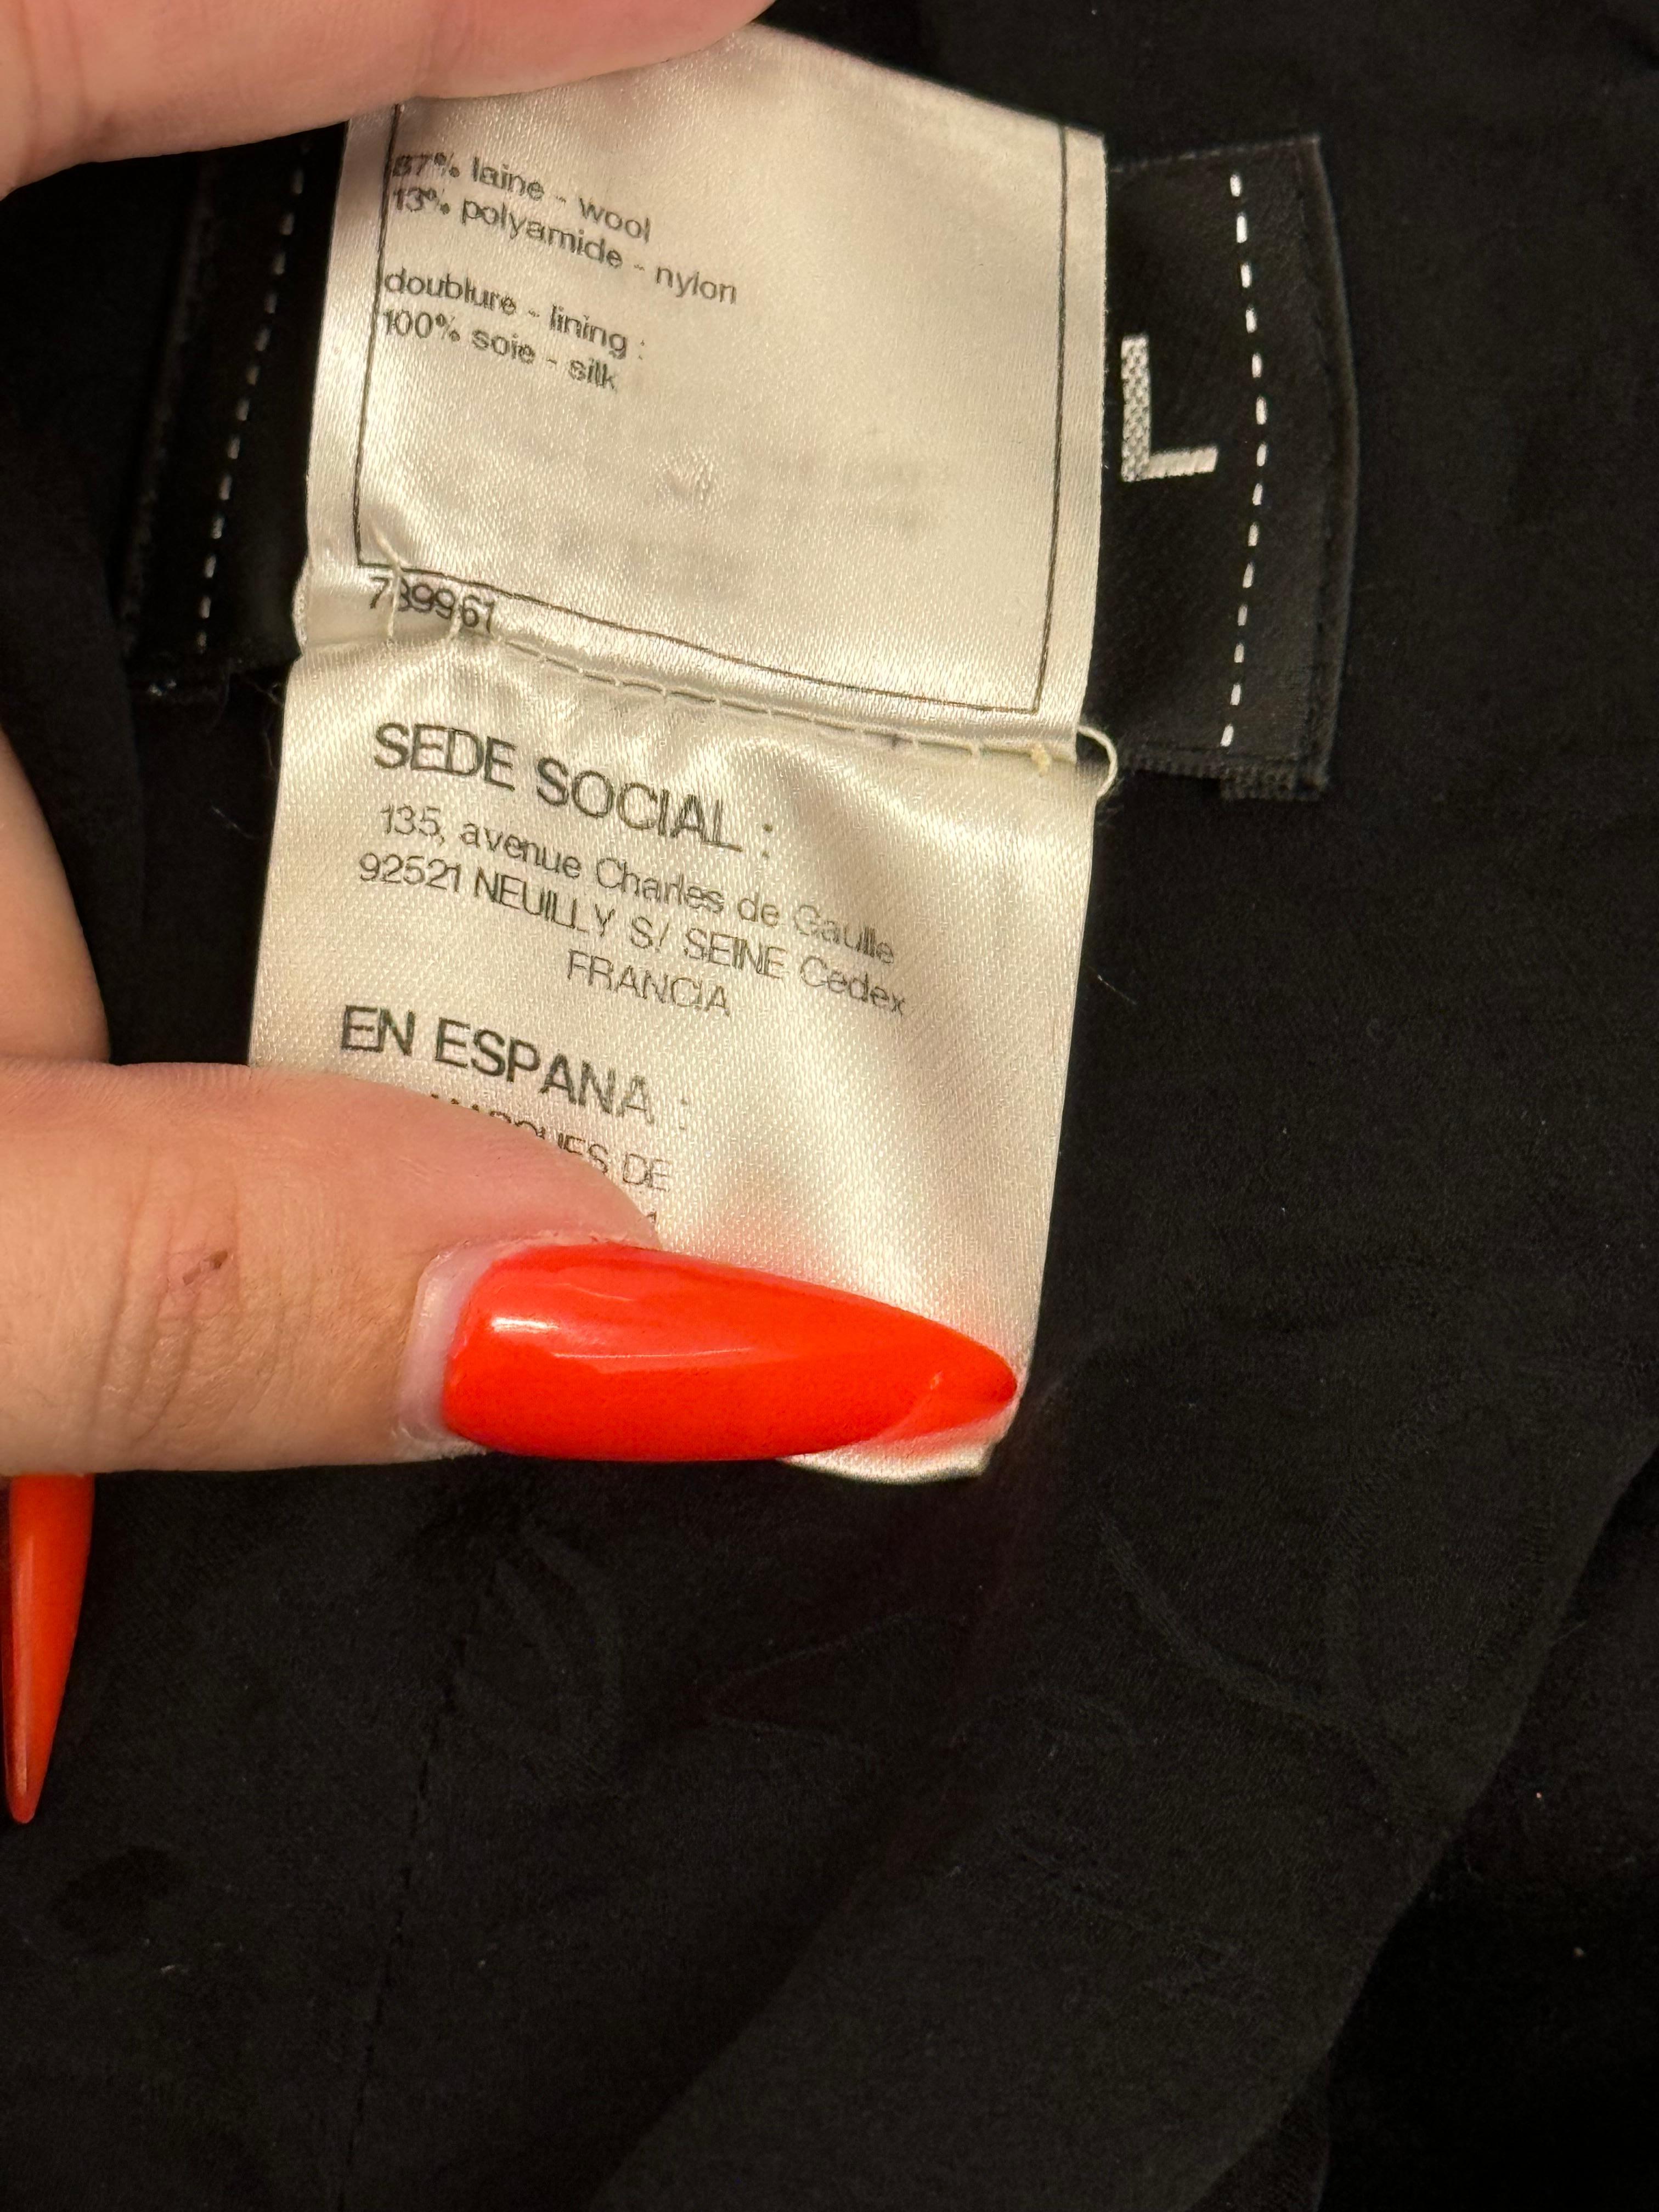 87% laine - wool
13% polyamide - nylon
doublure - lining :
100% soie - silk
L
789961
SEDE SOCIAL :
135, avenue Charles de Gaulle
92521 NEUILLY S/ SEINE Cedex
FRANCIA
EN ESPANA :
DE